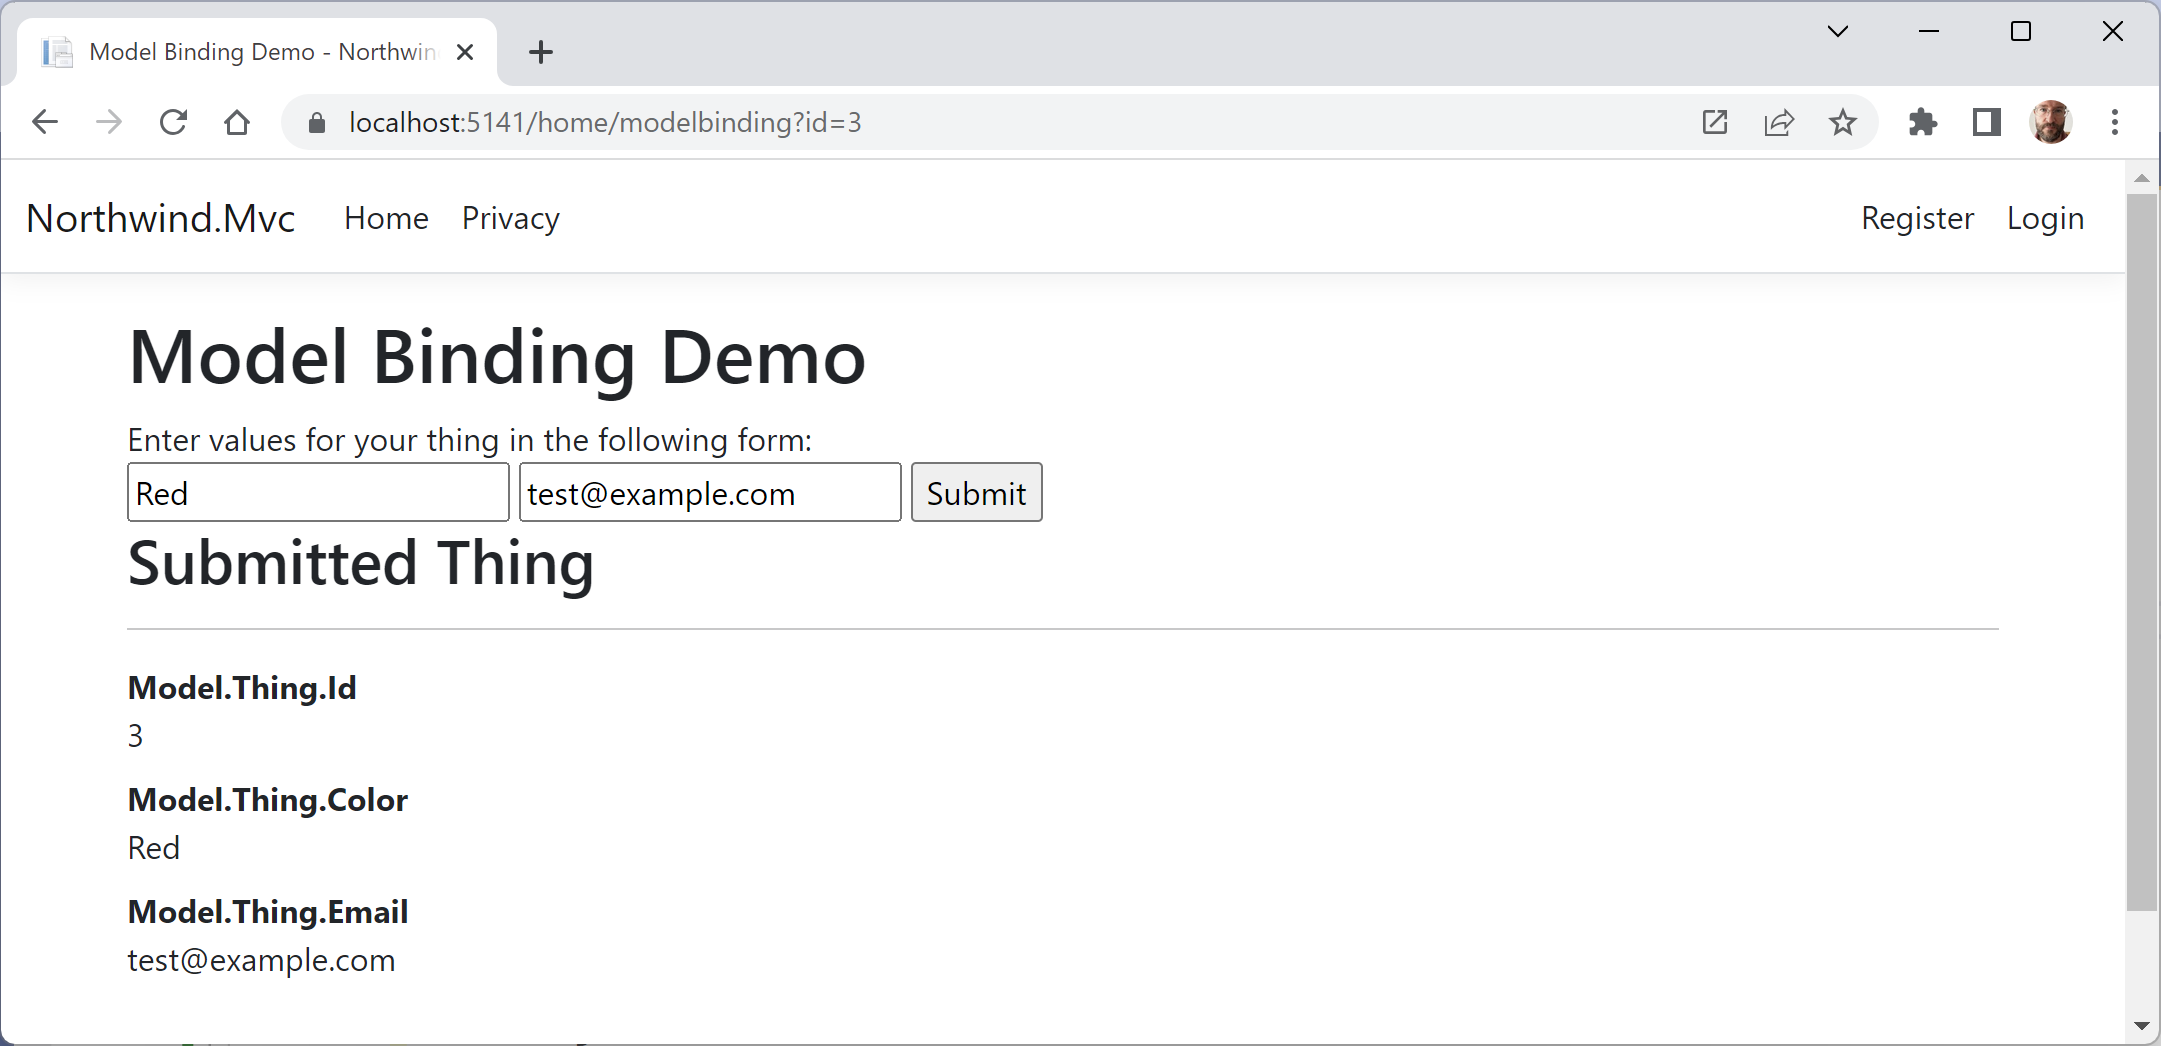 Model Binding Demo - Northwin
localhost:5141/home/modelbinding?id=3
Northwind.Mvc Home Privacy Register Login
Model Binding Demo
Enter values for your thing in the following form:
Red test@example.com Submit
Submitted Thing
Model.Thing.Id
3
Model.Thing.Color
Red
Model.Thing.Email
test@example.com